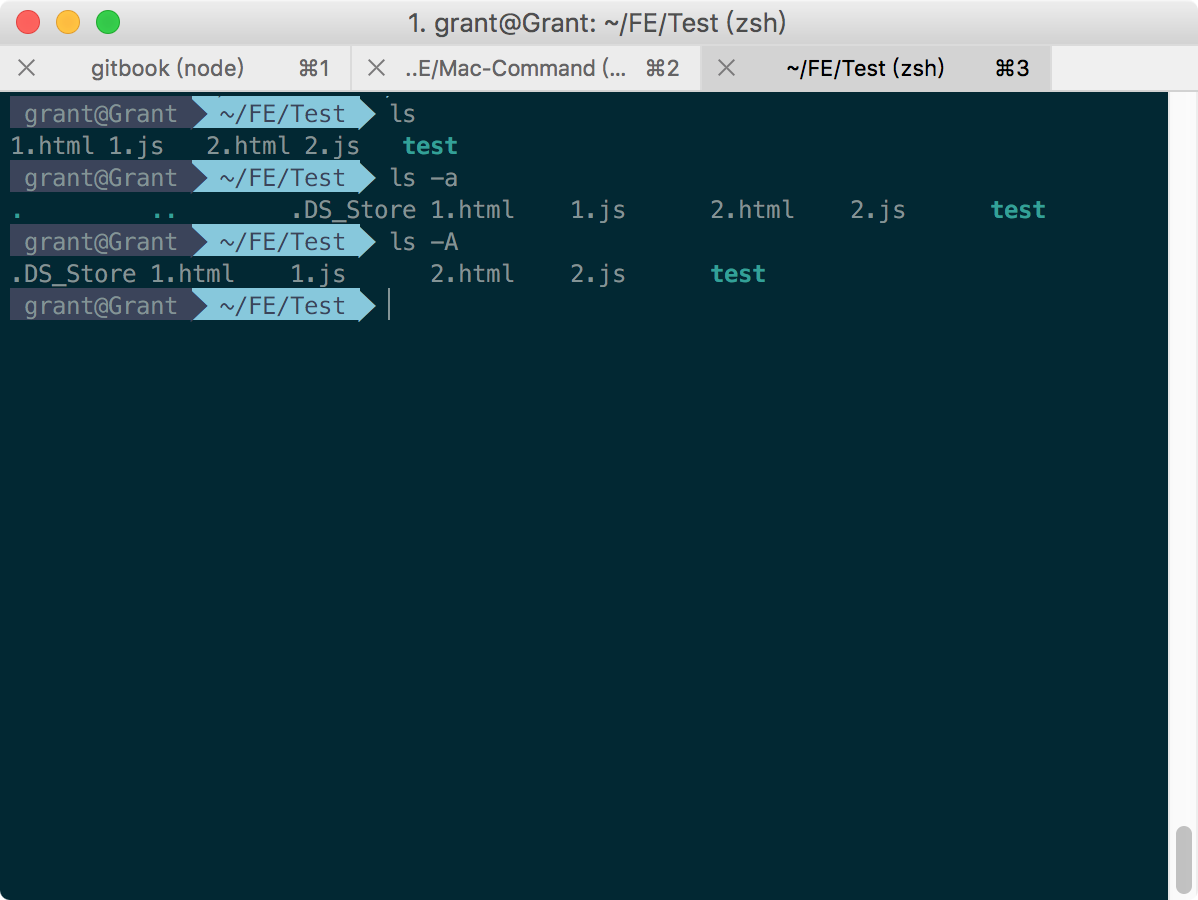 1. grant@Grant: ~/FE/Test (zsh)
gitbook (node) ⌘1 ..E/Mac-Command (... ⌘2 ~/FE/Test (zsh) ⌘3
grant@Grant ~/FE/Test ls
1.html 1.js 2.html 2.js test
grant@Grant ~/FE/Test ls -a
. .. .DS_Store 1.html 1.js 2.html 2.js test
grant@Grant ~/FE/Test ls -A
.DS_Store 1.html 1.js 2.html 2.js test
grant@Grant ~/FE/Test